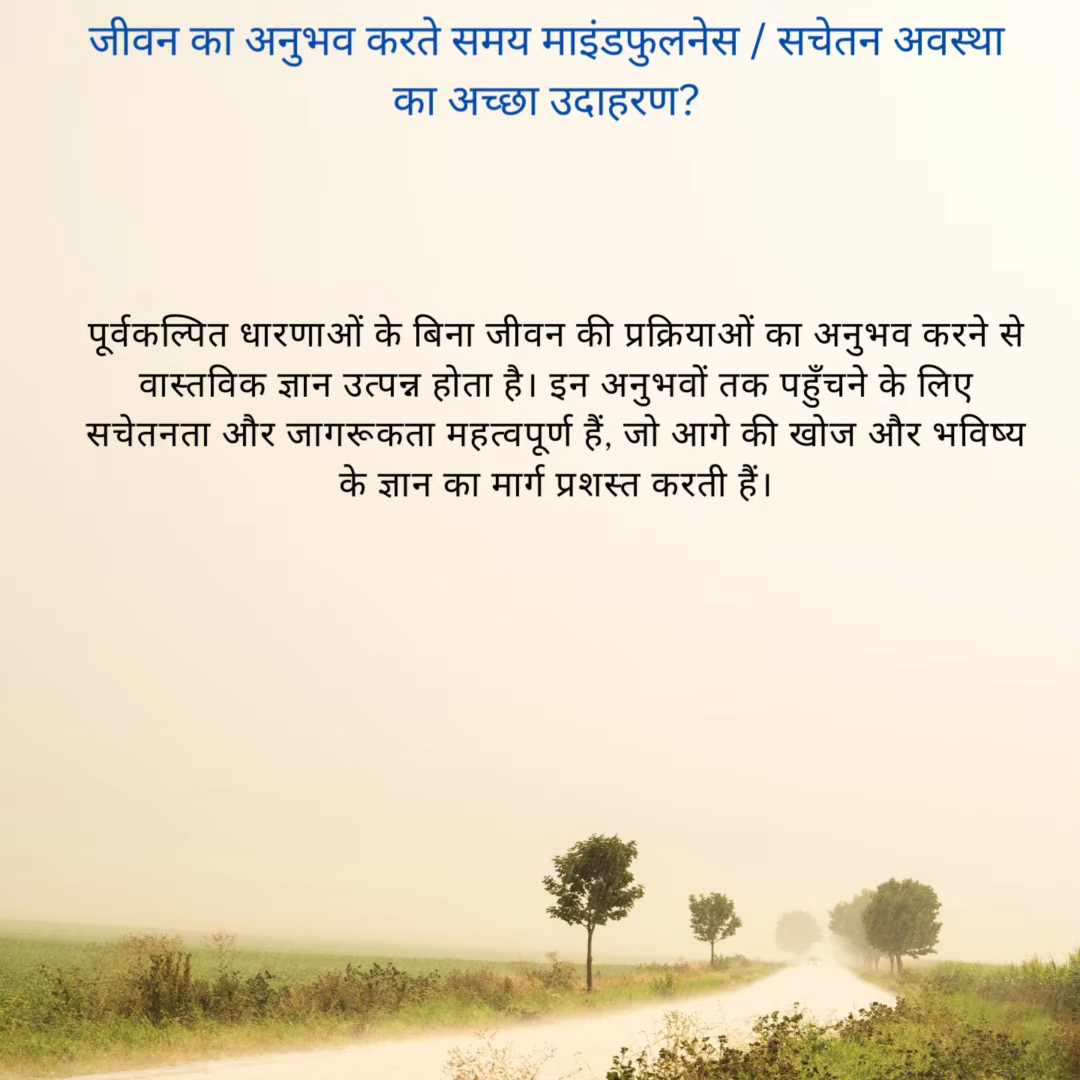 जीवन का अनुभव करते समय माइंडफुलनेस / सचेतन अवस्था
का अच्छा उदाहरण?
पूर्वकल्पित धारणाओं के बिना जीवन की प्रक्रियाओं का अनुभव करने से
वास्तविक ज्ञान उत्पन्न होता है। इन अनुभवों तक पहुँचने के लिए
सचेतनता और जागरूकता महत्वपूर्ण हैं, जो आगे की खोज और भविष्य
के ज्ञान का मार्ग प्रशस्त करती हैं।